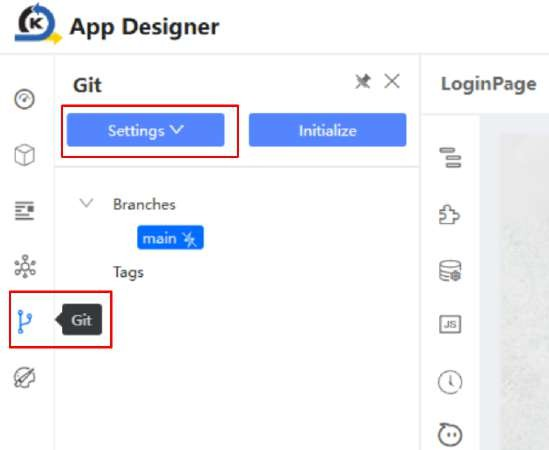 K
App Designer
Git
LoginPage
Settings
Initialize
Branches
main
Tags
Git
JS